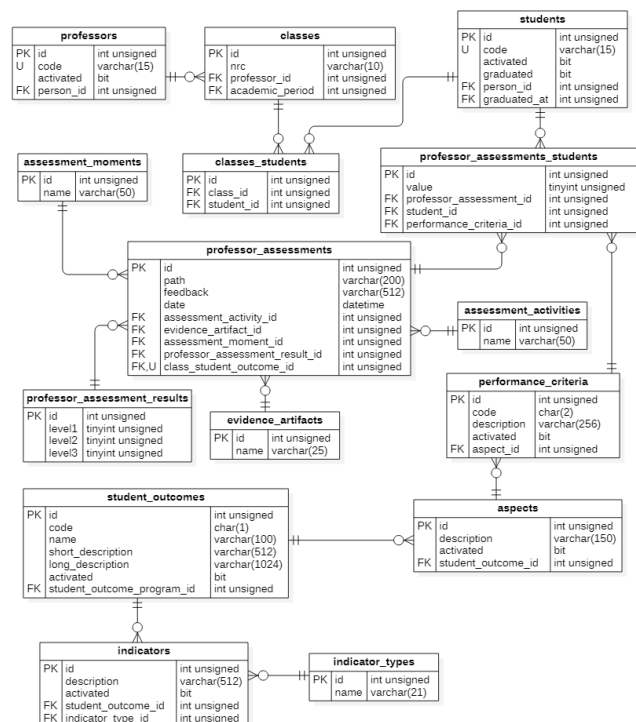 professors
PK id int unsigned
U code varchar(15)
activated bit
FK person_id int unsigned
classes
PK id int unsigned
nrc varchar(10)
FK professor_id int unsigned
FK academic_period int unsigned
students
PK id int unsigned
U code varchar(15)
activated bit
graduated bit
FK person_id int unsigned
FK graduated_at int unsigned
assessment_moments
PK id int unsigned
name varchar(50)
classes_students
PK id int unsigned
FK class_id int unsigned
FK student_id int unsigned
professor_assessments_students
PK id int unsigned
value tinyint unsigned
FK professor_assessment_id int unsigned
FK student_id int unsigned
FK performance_criteria_id int unsigned
professor_assessments
PK id int unsigned
path varchar(200)
feedback varchar(512)
date datetime
FK assessment_activity_id int unsigned
FK evidence_artifact_id int unsigned
FK assessment_moment_id int unsigned
FK professor_assessment_result_id int unsigned
FK,U class_student_outcome_id int unsigned
assessment_activities
PK id int unsigned
name varchar(50)
professor_assessment_results
PK id int unsigned
level1 tinyint unsigned
level2 tinyint unsigned
level3 tinyint unsigned
evidence_artifacts
PK id int unsigned
name varchar(25)
performance_criteria
PK id int unsigned
code char(2)
description varchar(256)
activated bit
FK aspect_id int unsigned
student_outcomes
PK id int unsigned
code char(1)
name varchar(100)
short_description varchar(512)
long_description varchar(1024)
activated bit
FK student_outcome_program_id int unsigned
aspects
PK id int unsigned
description varchar(150)
activated bit
FK student_outcome_id int unsigned
indicators
PK id int unsigned
description varchar(512)
activated bit
FK student_outcome_id int unsigned
FK indicator_type_id int unsigned
indicator_types
PK id int unsigned
name varchar(21)